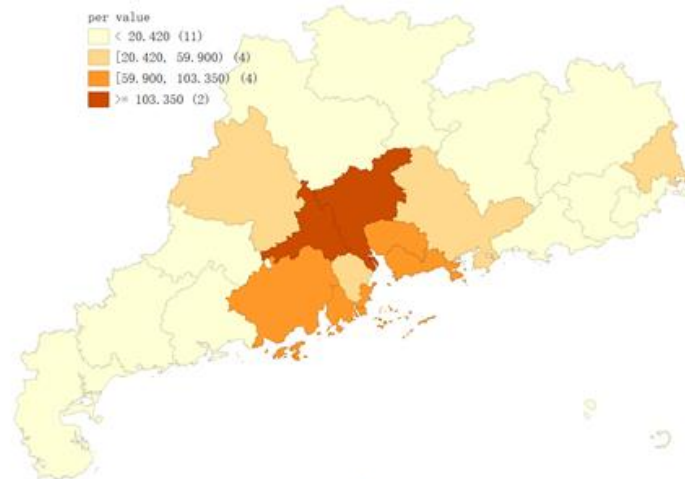 per value
< 20.420 (11)
[20.420, 59.900) (4)
[59.900, 103.350) (4)
>= 103.350 (2)